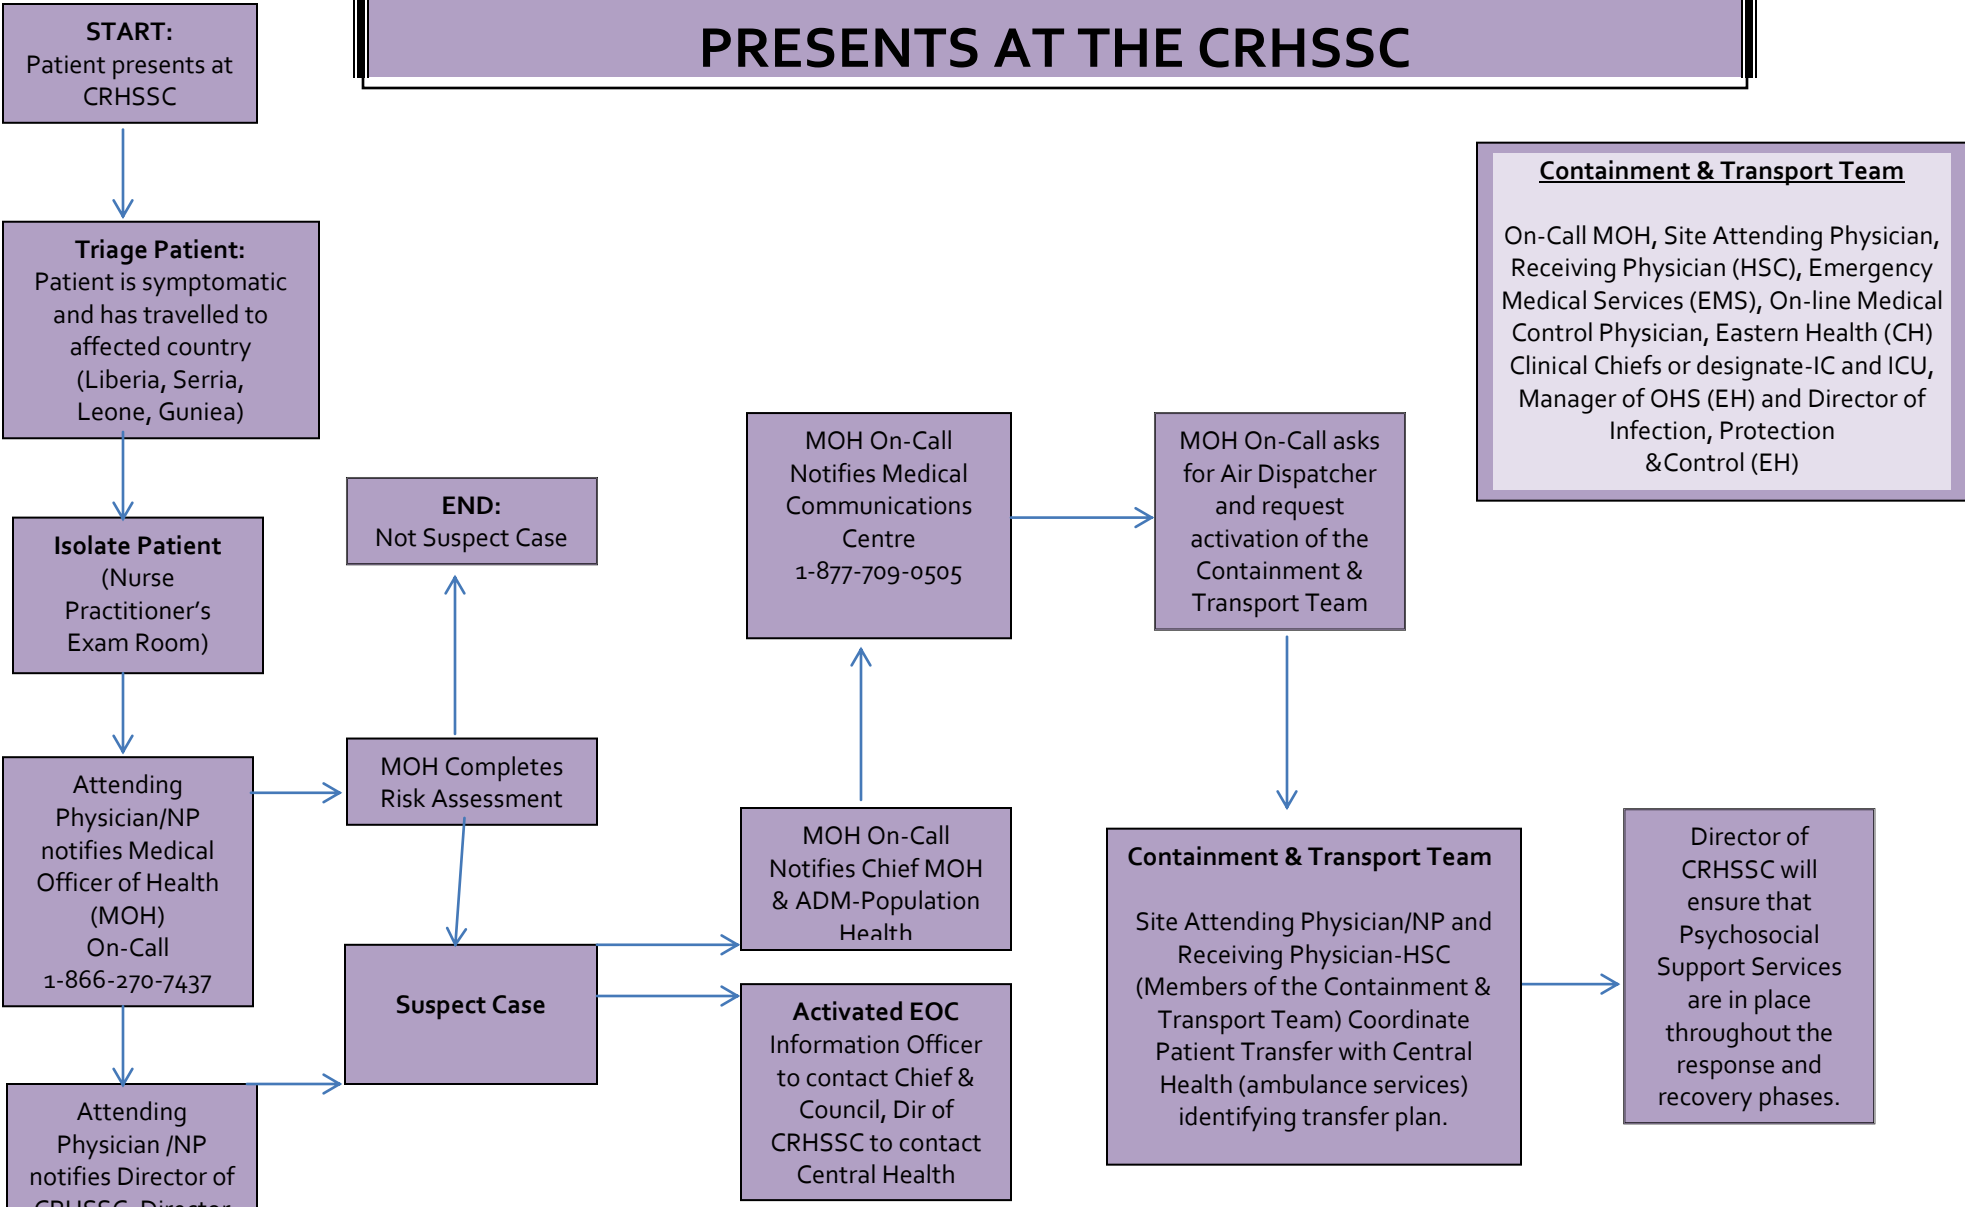 PRESENTS AT THE CRHSSC
START:
Patient presents at
CRHSSC
Triage Patient:
Patient is symptomatic
and has travelled to
affected country
(Liberia, Serria,
Leone, Guniea)
Isolate Patient
(Nurse
Practitioner’s
Exam Room)
Attending
Physician/NP
notifies Medical
Officer of Health
(MOH)
On-Call
1-866-270-7437
Attending
Physician /NP
notifies Director of
CRHSSC, Director
END:
Not Suspect Case
MOH Completes
Risk Assessment
Suspect Case
MOH On-Call
Notifies Medical
Communications
Centre
1-877-709-0505
MOH On-Call
Notifies Chief MOH
& ADM-Population
Health
Activated EOC
Information Officer
to contact Chief &
Council, Dir of
CRHSSC to contact
Central Health
MOH On-Call asks
for Air Dispatcher
and request
activation of the
Containment &
Transport Team
Containment & Transport Team
Site Attending Physician/NP and
Receiving Physician-HSC
(Members of the Containment &
Transport Team) Coordinate
Patient Transfer with Central
Health (ambulance services)
identifying transfer plan.
Containment & Transport Team
On-Call MOH, Site Attending Physician,
Receiving Physician (HSC), Emergency
Medical Services (EMS), On-line Medical
Control Physician, Eastern Health (CH)
Clinical Chiefs or designate-IC and ICU,
Manager of OHS (EH) and Director of
Infection, Protection
&Control (EH)
Director of
CRHSSC will
ensure that
Psychosocial
Support Services
are in place
throughout the
response and
recovery phases.